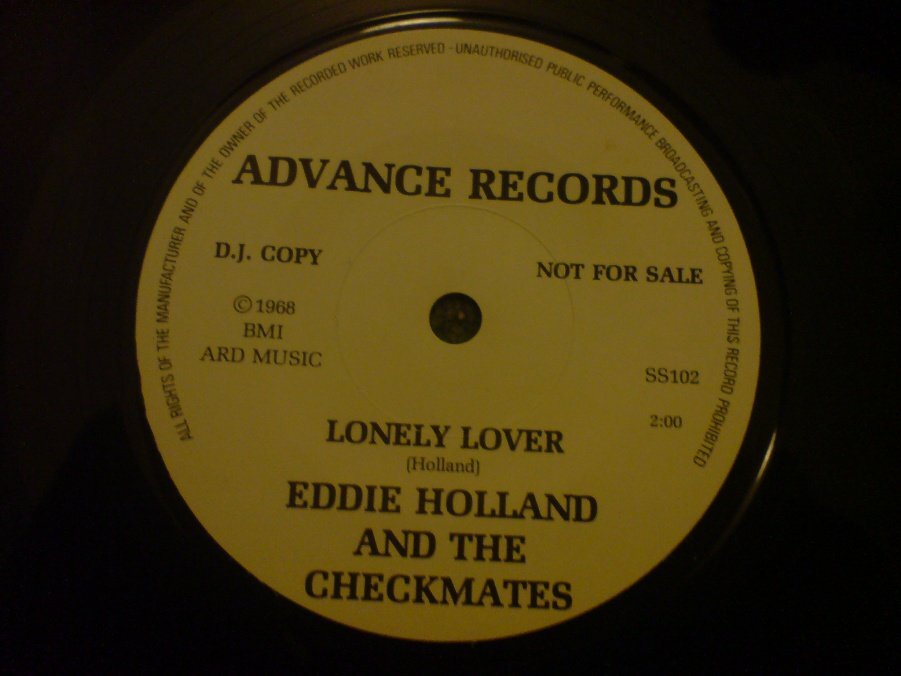 ALL RIGHTS OF THE MANUFACTURER AND OF THE OWNER OF THE RECORDED WORK RESERVED · UNAUTHORISED PUBLIC PERFORMANCE BROADCASTING AND COPYING OF THIS RECORD PROHIBITED
ADVANCE RECORDS
D.J. COPY
NOT FOR SALE
©1968
BMI
ARD MUSIC
SS102
2:00
LONELY LOVER
(Holland)
EDDIE HOLLAND
AND THE
CHECKMATES